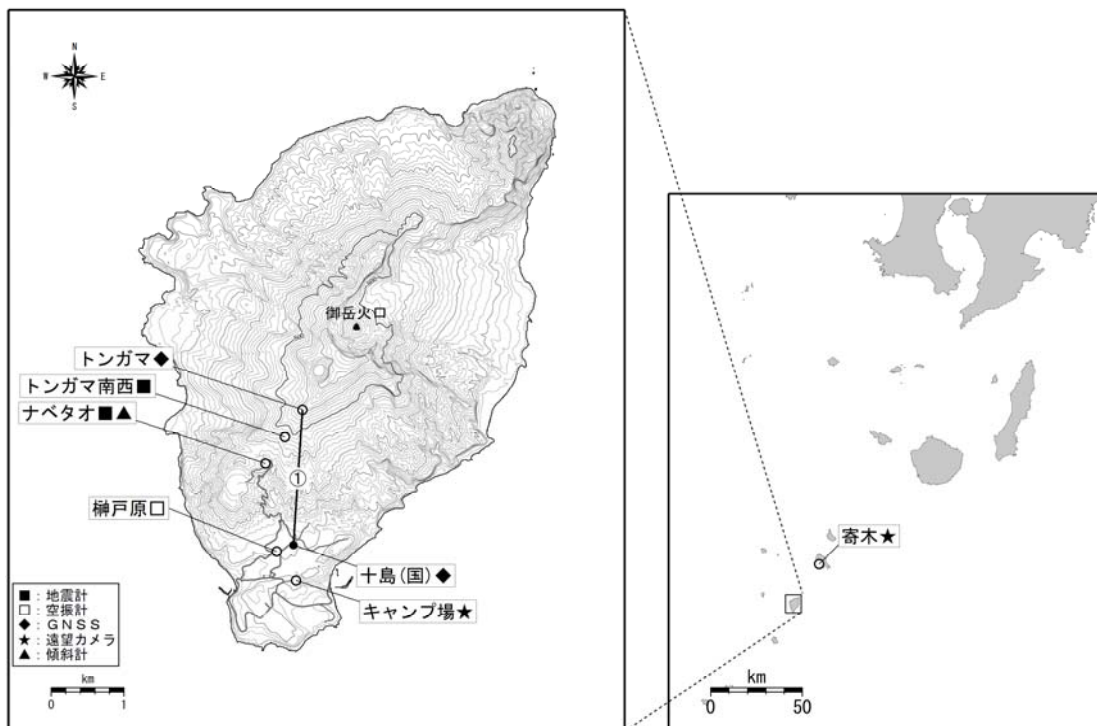 N
W E
S
御岳火口
トンガマ◆
トンガマ南西■
ナベタオ■▲
①
榊戸原□
十島(国)◆
キャンプ場★
■:地震計
□:空振計
◆:GNSS
★:遠望カメラ
▲:傾斜計
km
0 1
寄木★
km
0 50